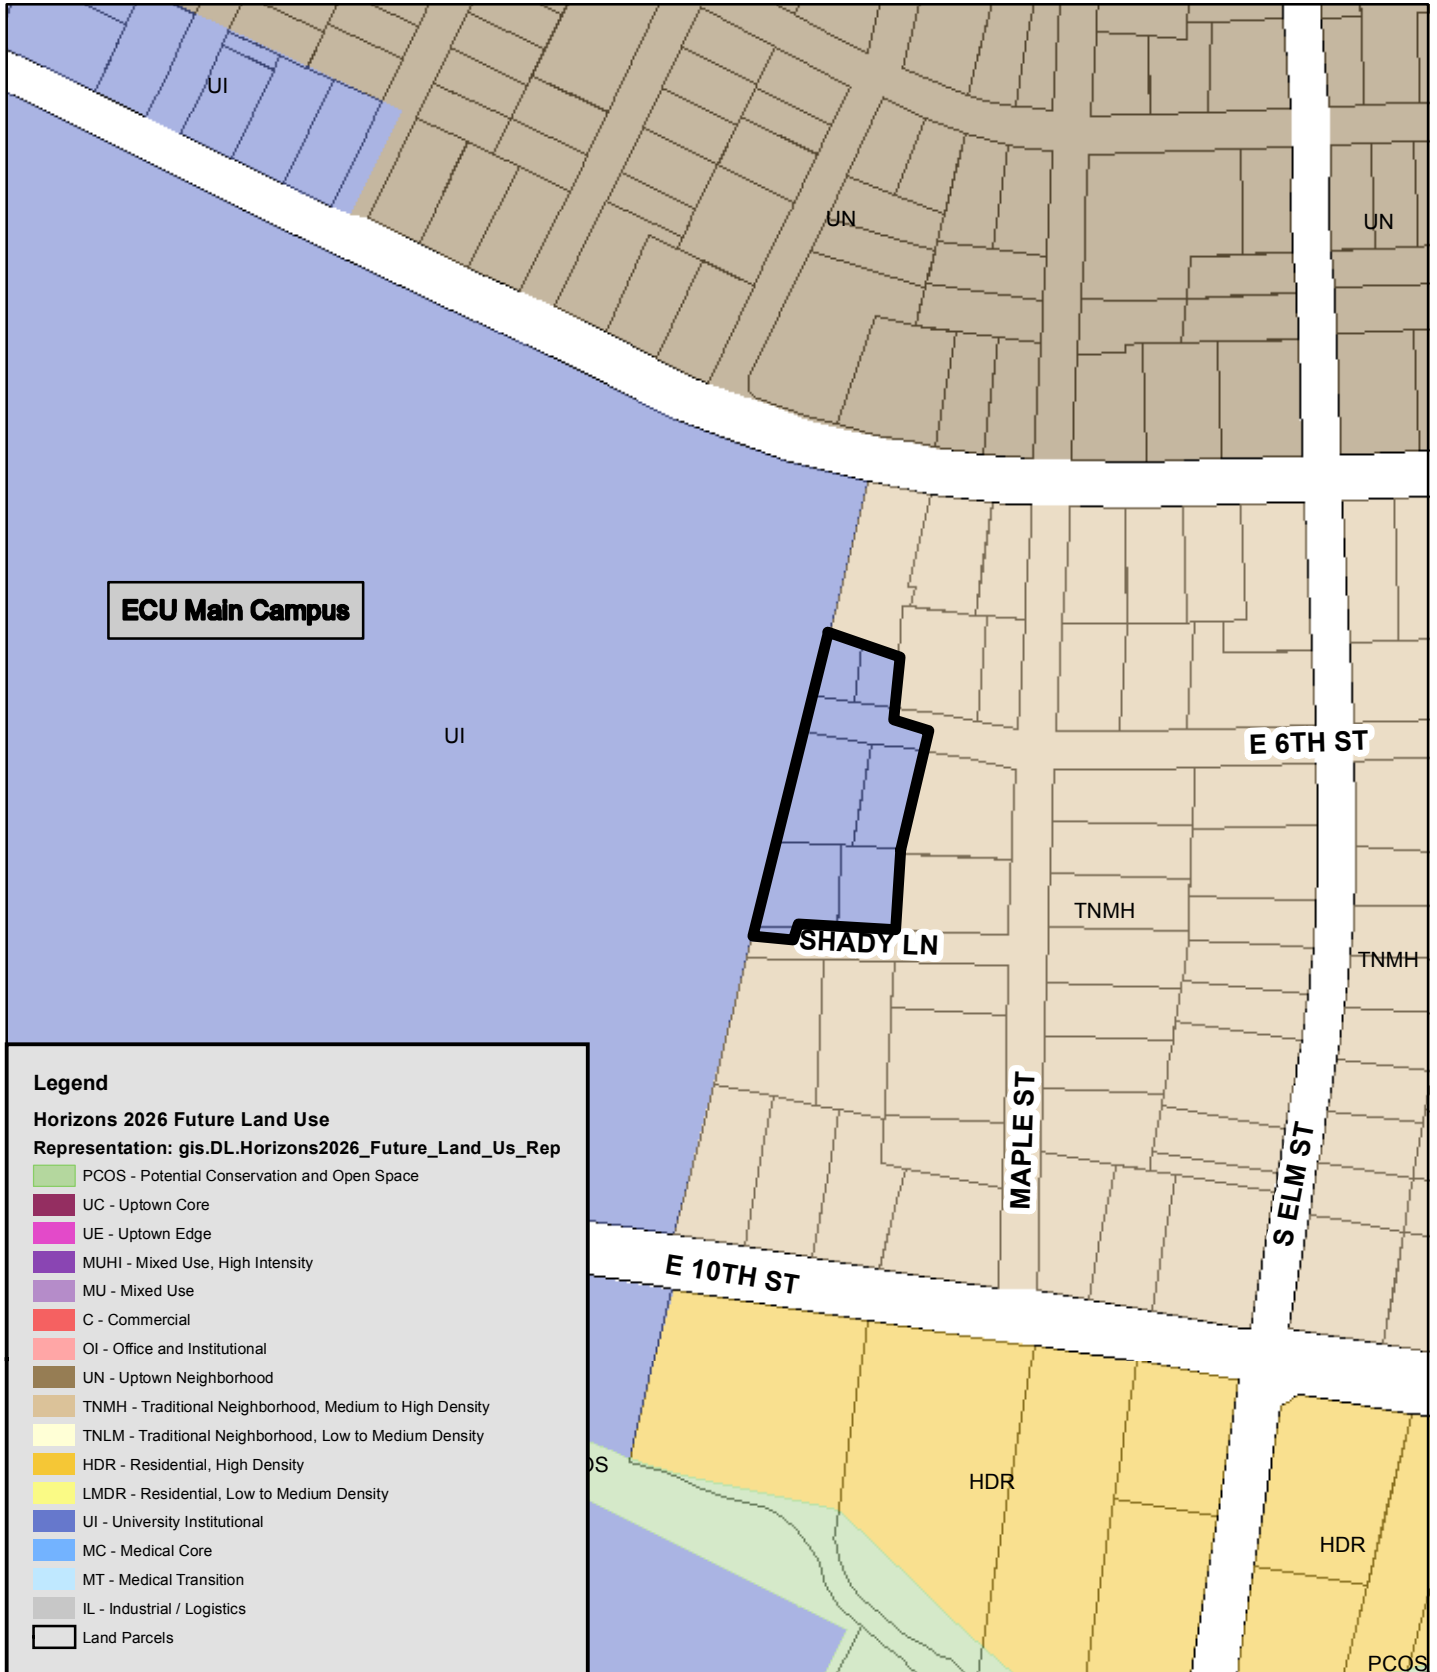 UI
UN
UN
ECU Main Campus
UI
E 6TH ST
TNMH
SHADY LN
TNMH
MAPLE ST
S ELM ST
E 10TH ST
HDR
HDR
PCOS
Legend
Horizons 2026 Future Land Use
Representation: gis.DL.Horizons2026_Future_Land_Us_Rep
PCOS - Potential Conservation and Open Space
UC - Uptown Core
UE - Uptown Edge
MUHI - Mixed Use, High Intensity
MU - Mixed Use
C - Commercial
OI - Office and Institutional
UN - Uptown Neighborhood
TNMH - Traditional Neighborhood, Medium to High Density
TNLM - Traditional Neighborhood, Low to Medium Density
HDR - Residential, High Density
LMDR - Residential, Low to Medium Density
UI - University Institutional
MC - Medical Core
MT - Medical Transition
IL - Industrial / Logistics
Land Parcels